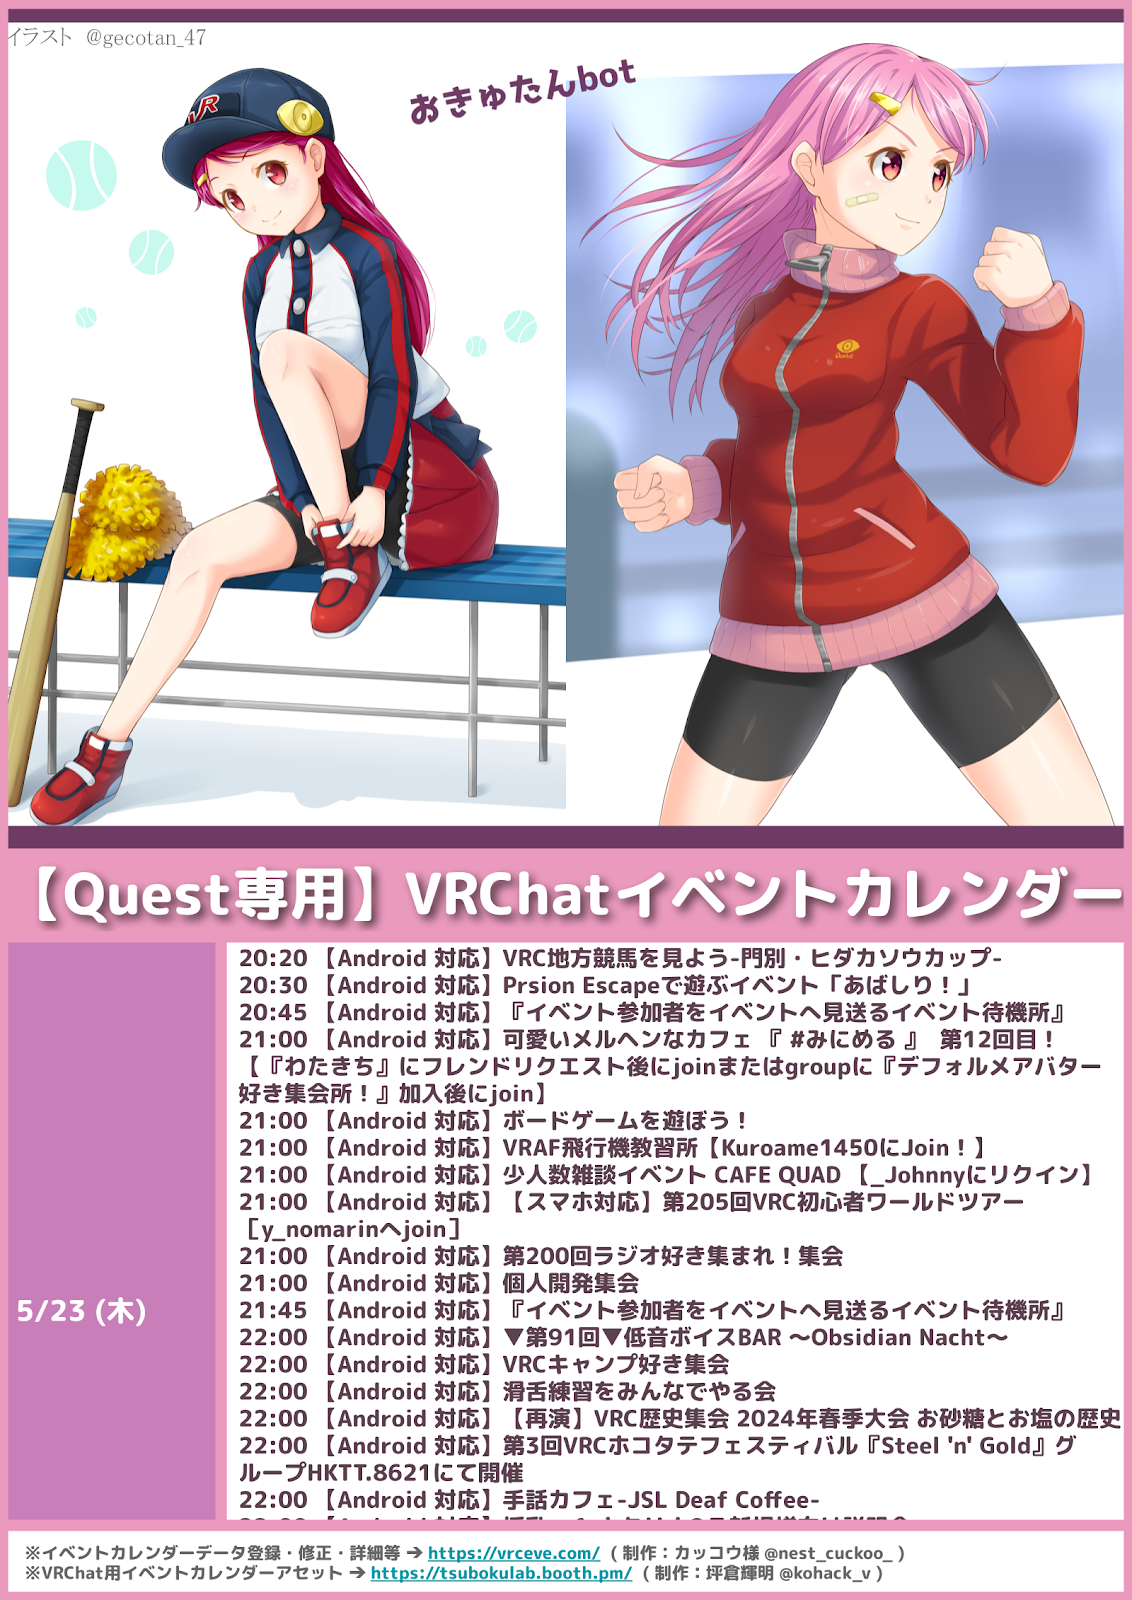 イラスト @gecotan_47
おきゅたんbot
VR
Quest
【Quest専用】VRChatイベントカレンダー
5/23 (木)
20:20 【Android 対応】VRC地方競馬を見よう-門別・ヒダカソウカップ-
20:30 【Android 対応】Prsion Escapeで遊ぶイベント「あばしり！」
20:45 【Android 対応】『イベント参加者をイベントへ見送るイベント待機所』
21:00 【Android 対応】可愛いメルヘンなカフェ 『 #みにめる 』 第12回目！
【『わたきち』にフレンドリクエスト後にjoinまたはgroupに『デフォルメアバター
好き集会所！』加入後にjoin】
21:00 【Android 対応】ボードゲームを遊ぼう！
21:00 【Android 対応】VRAF飛行機教習所【Kuroame1450にJoin！】
21:00 【Android 対応】少人数雑談イベント CAFE QUAD 【_Johnnyにリクイン】
21:00 【Android 対応】【スマホ対応】第205回VRC初心者ワールドツアー
［y_nomarinへjoin］
21:00 【Android 対応】第200回ラジオ好き集まれ！集会
21:00 【Android 対応】個人開発集会
21:45 【Android 対応】『イベント参加者をイベントへ見送るイベント待機所』
22:00 【Android 対応】▼第91回▼低音ボイスBAR ～Obsidian Nacht～
22:00 【Android 対応】VRCキャンプ好き集会
22:00 【Android 対応】滑舌練習をみんなでやる会
22:00 【Android 対応】【再演】VRC歴史集会 2024年春季大会 お砂糖とお塩の歴史
22:00 【Android 対応】第3回VRCホコタテフェスティバル『Steel 'n' Gold』グ
ループHKTT.8621にて開催
22:00 【Android 対応】手話カフェ-JSL Deaf Coffee-
※イベントカレンダーデータ登録・修正・詳細等 ➔ https://vrceve.com/ ( 制作：カッコウ様 @nest_cuckoo_ )
※VRChat用イベントカレンダーアセット ➔ https://tsubokulab.booth.pm/ ( 制作：坪倉輝明 @kohack_v )